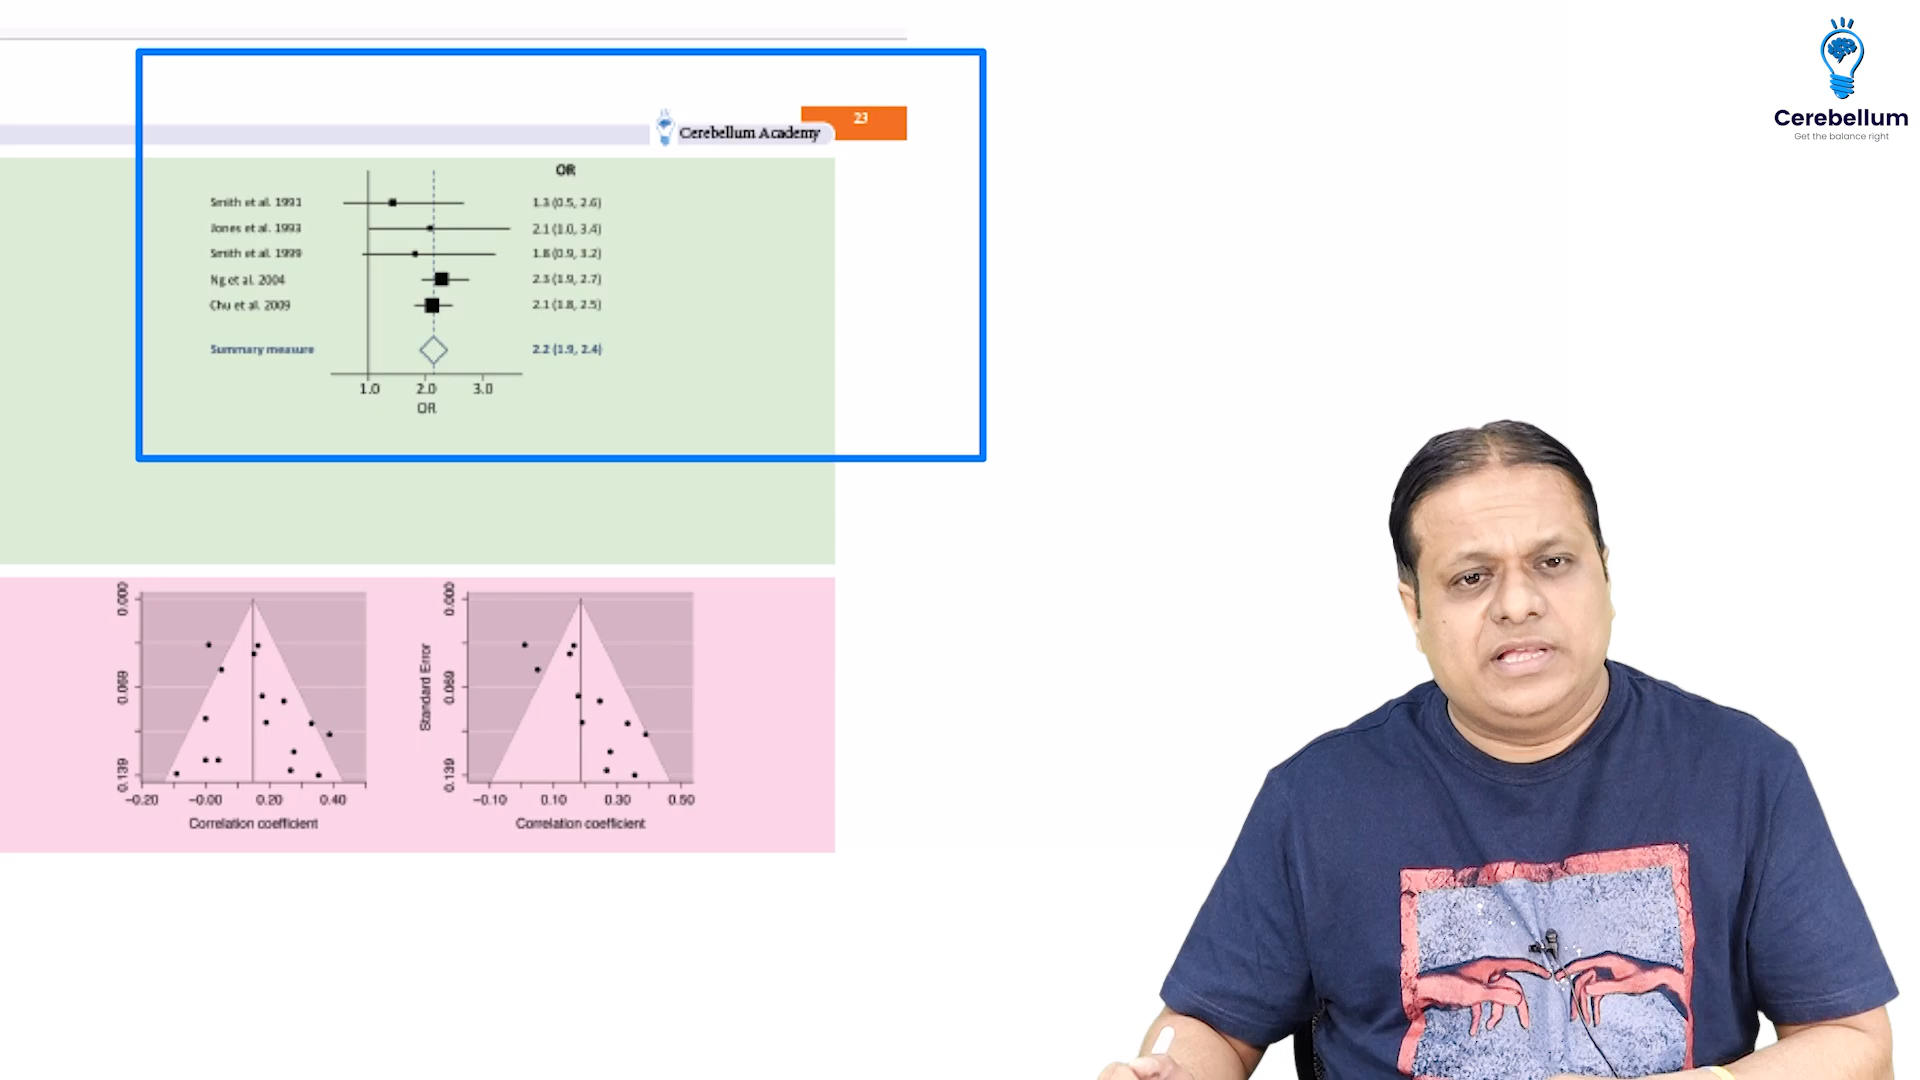 Cerebellum
Get the balance right
23
Cerebellum Academy
OR
Smith et al. 1991 1.3 (0.5, 2.6)
Jones et al. 1993 2.1 (1.0, 3.4)
Smith et al. 1999 1.8 (0.9, 3.2)
Ng et al. 2004 2.3 (1.9, 2.7)
Chu et al. 2009 2.1 (1.8, 2.5)
Summary measure 2.2 (1.9, 2.4)
1.0 2.0 3.0
OR
0.000
0.069
0.139
-0.20 -0.00 0.20 0.40
Correlation coefficient
Standard Error
0.000
0.069
0.139
-0.10 0.10 0.30 0.50
Correlation coefficient